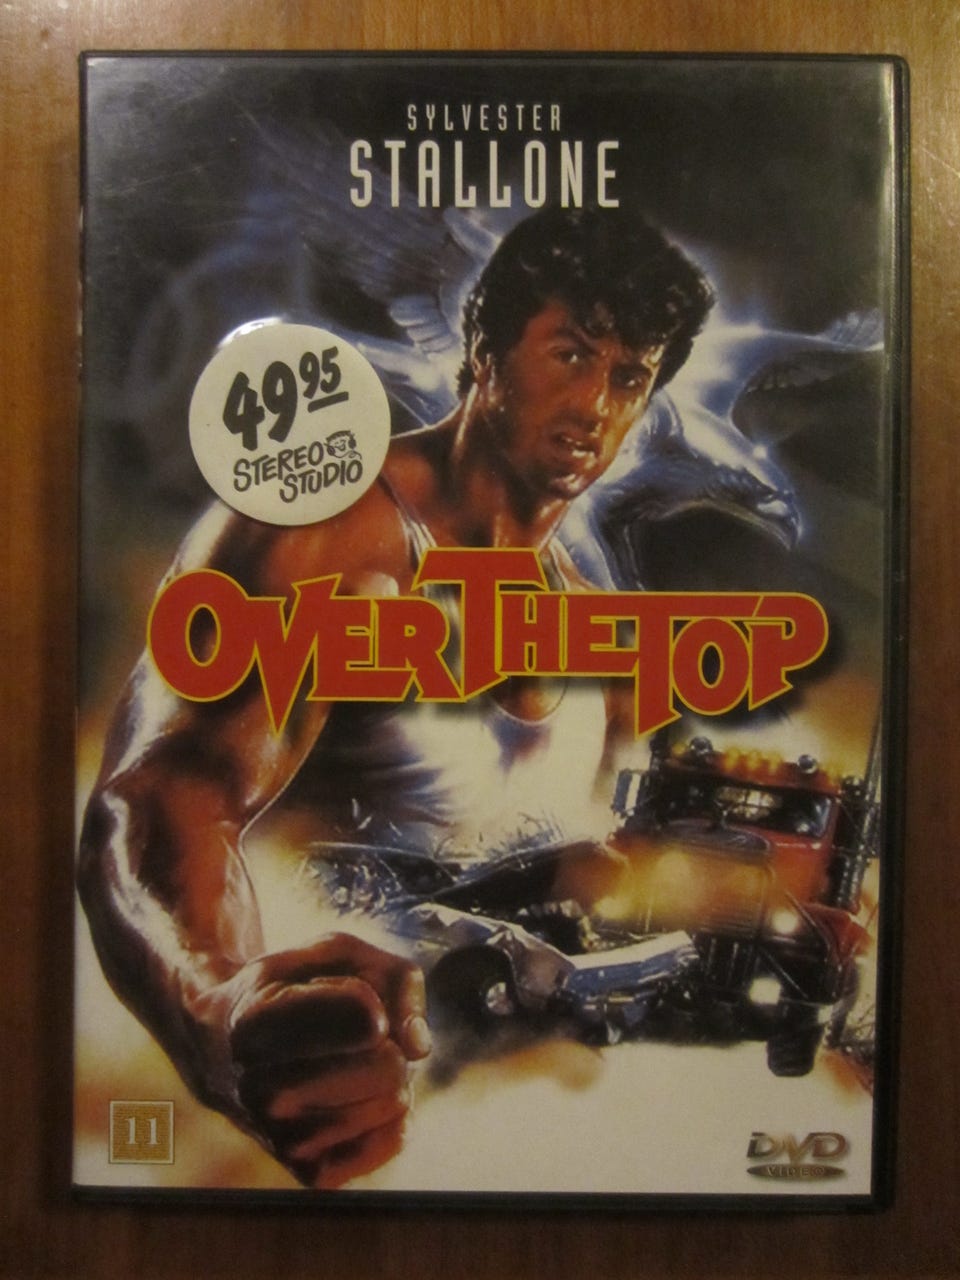 SYLVESTER
STALLONE
49 95
STEREO
STUDIO
OVER THE TOP
11
DVD
VIDEO